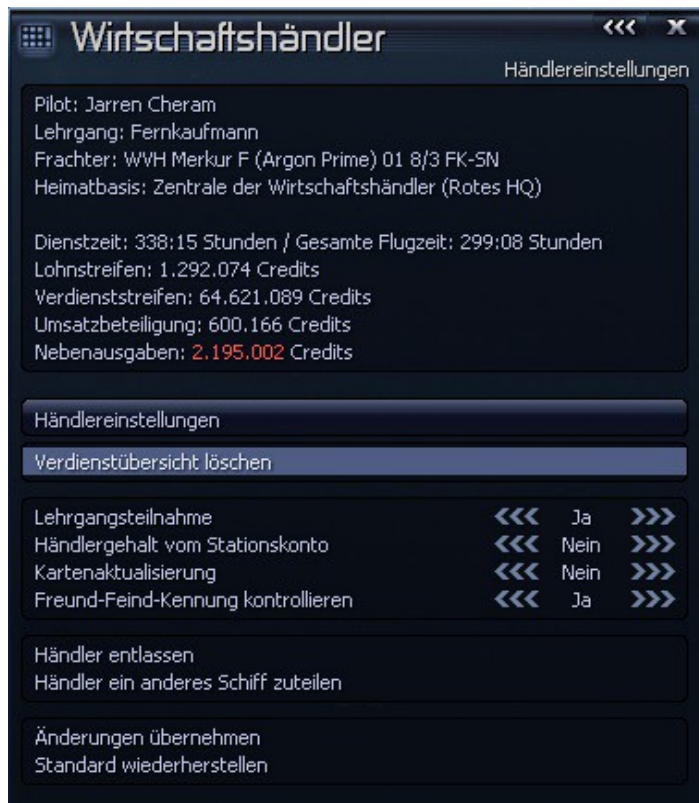 Wirtschaftshändler
<<< X
Händlereinstellungen
Pilot: Jarren Cheram
Lehrgang: Fernkaufmann
Frachter: WVH Merkur F (Argon Prime) 01 8/3 FK-SN
Heimatbasis: Zentrale der Wirtschaftshändler (Rotes HQ)
Dienstzeit: 338:15 Stunden / Gesamte Flugzeit: 299:08 Stunden
Lohnstreifen: 1.292.074 Credits
Verdienststreifen: 64.621.089 Credits
Umsatzbeteiligung: 600.166 Credits
Nebenausgaben: 2.195.002 Credits
Händlereinstellungen
Verdienstübersicht löschen
Lehrgangsteilnahme <<< Ja >>>
Händlergehalt vom Stationskonto <<< Nein >>>
Kartenaktualisierung <<< Nein >>>
Freund-Feind-Kennung kontrollieren <<< Ja >>>
Händler entlassen
Händler ein anderes Schiff zuteilen
Änderungen übernehmen
Standard wiederherstellen